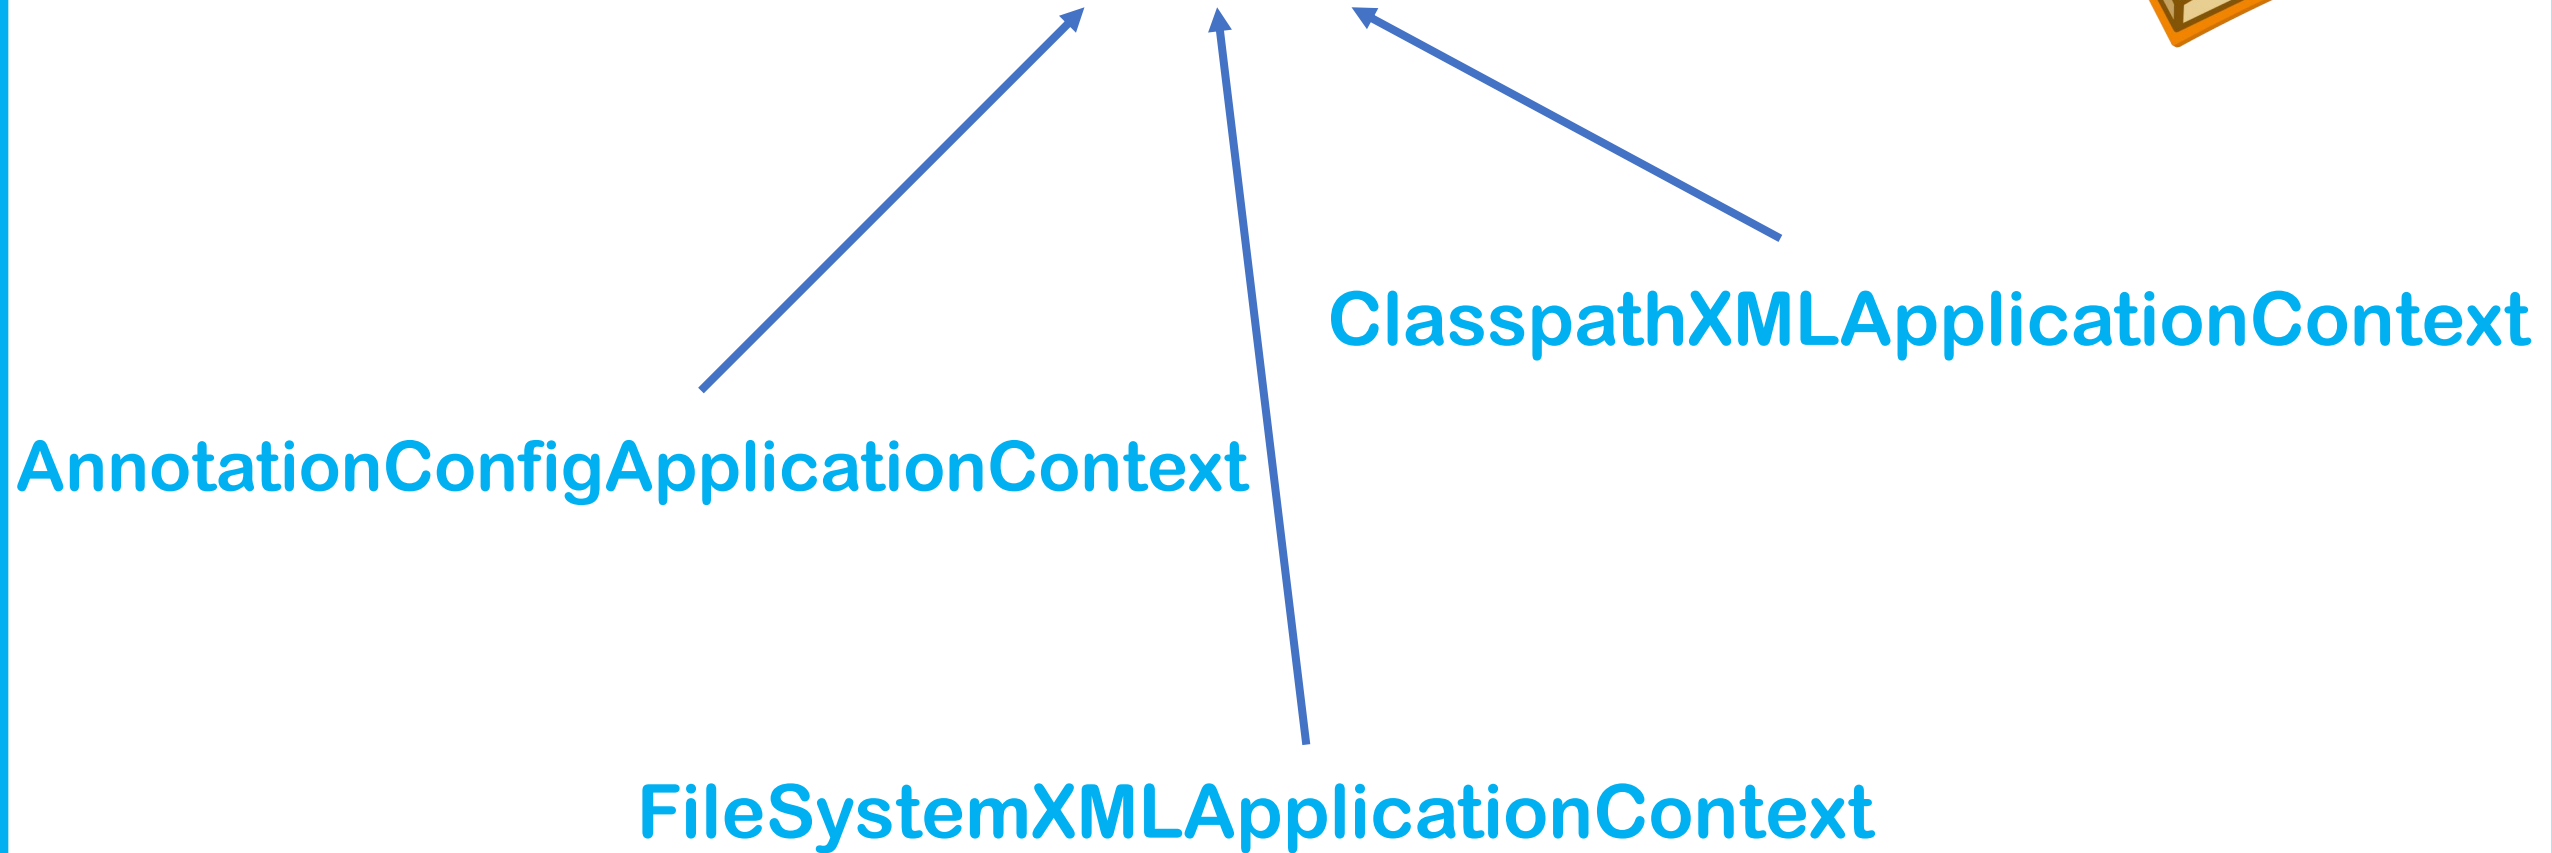 ClasspathXMLApplicationContext
AnnotationConfigApplicationContext
FileSystemXMLApplicationContext